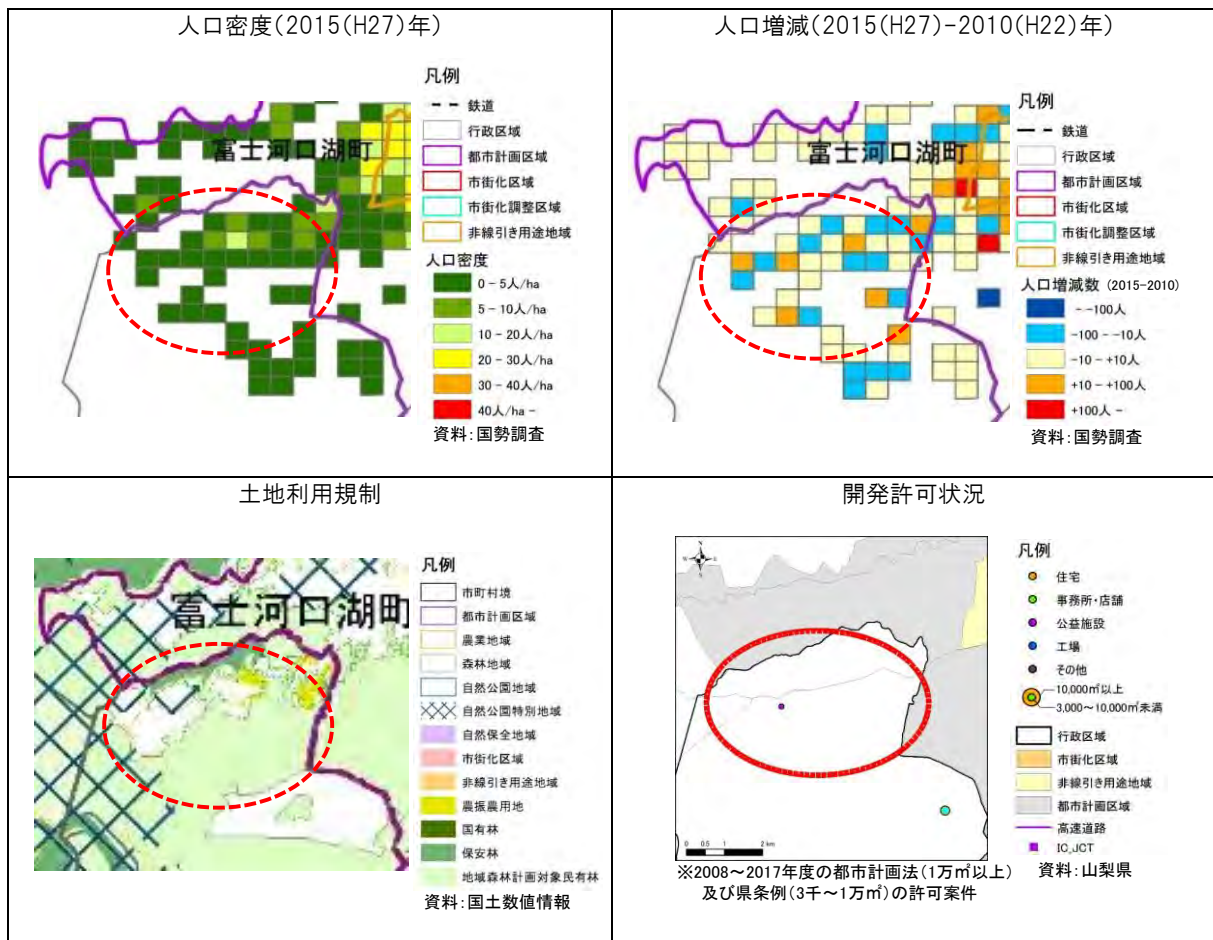 人口密度(2015(H27)年)
富士河口湖町
凡例
鉄道
行政区域
都市計画区域
市街化区域
市街化調整区域
非線引き用途地域
人口密度
0-5人/ha
5-10人/ha
10-20人/ha
20-30人/ha
30-40人/ha
40人/ha -
資料:国勢調査
人口増減(2015(H27)-2010(H22)年)
富士河口湖町
凡例
鉄道
行政区域
都市計画区域
市街化区域
市街化調整区域
非線引き用途地域
人口増減数 (2015-2010)
- -100人
-100 - -10人
-10 - +10人
+10 - +100人
+100人 -
資料:国勢調査
土地利用規制
富士河口湖町
凡例
市町村境
都市計画区域
農業地域
森林地域
自然公園地域
自然公園特別地域
自然保全地域
市街化区域
非線引き用途地域
農振農用地
国有林
保安林
地域森林計画対象民有林
資料:国土数値情報
開発許可状況
凡例
住宅
事務所・店舗
公益施設
工場
その他
10,000㎡以上
3,000~10,000㎡未満
行政区域
市街化区域
非線引き用途地域
都市計画区域
高速道路
IC,JCT
0 0.5 1 2 km
※2008~2017年度の都市計画法(1万㎡以上)
及び県条例(3千~1万㎡)の許可案件
資料:山梨県